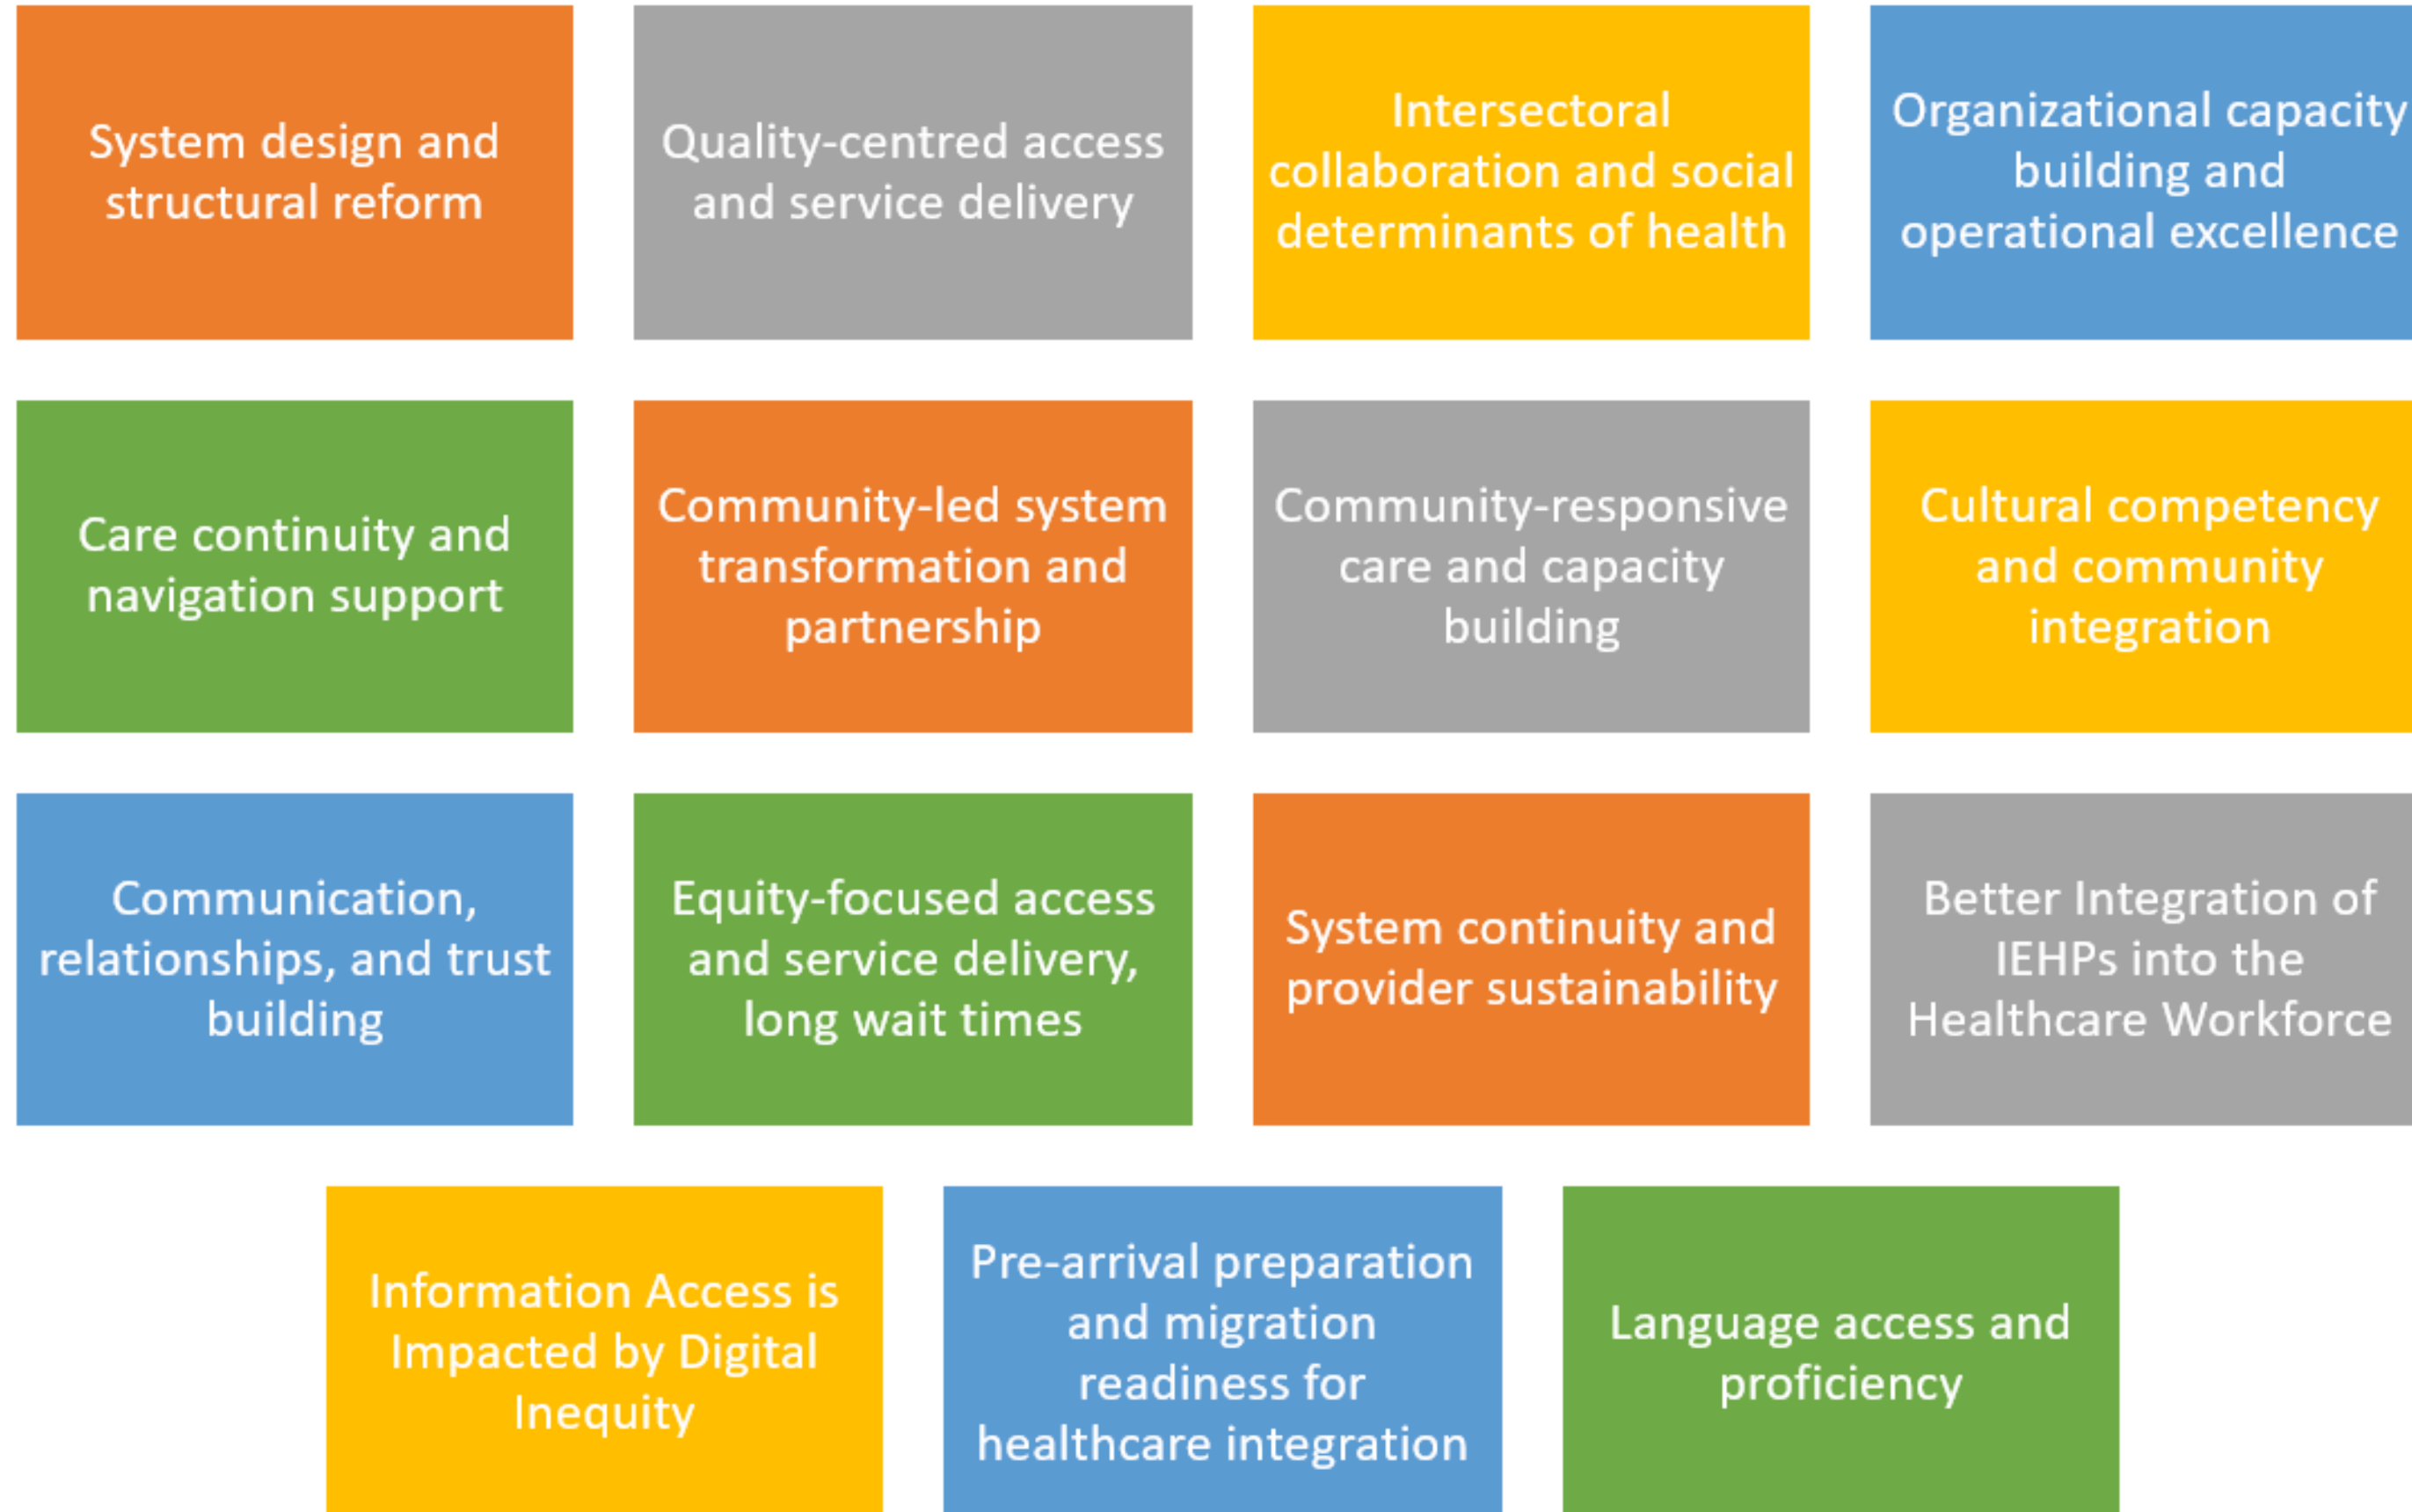 System design and
structural reform
Quality-centred access
and service delivery
Intersectoral
collaboration and social
determinants of health
Organizational capacity
building and
operational excellence
Care continuity and
navigation support
Community-led system
transformation and
partnership
Community-responsive
care and capacity
building
Cultural competency
and community
integration
Communication,
relationships, and trust
building
Equity-focused access
and service delivery,
long wait times
System continuity and
provider sustainability
Better Integration of
IEHPs into the
Healthcare Workforce
Information Access is
Impacted by Digital
Inequity
Pre-arrival preparation
and migration
readiness for
healthcare integration
Language access and
proficiency